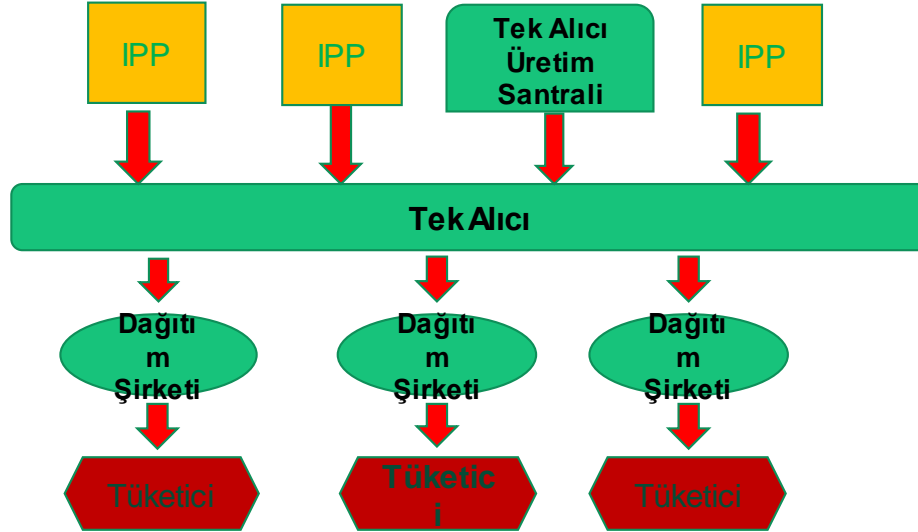 IPP
IPP
Tek Alıcı
Üretim
Santrali
IPP
Tek Alıcı
Dağıtı
m
Şirketi
Dağıtı
m
Şirketi
Dağıtı
m
Şirketi
Tüketici
Tüketic
i
Tüketici